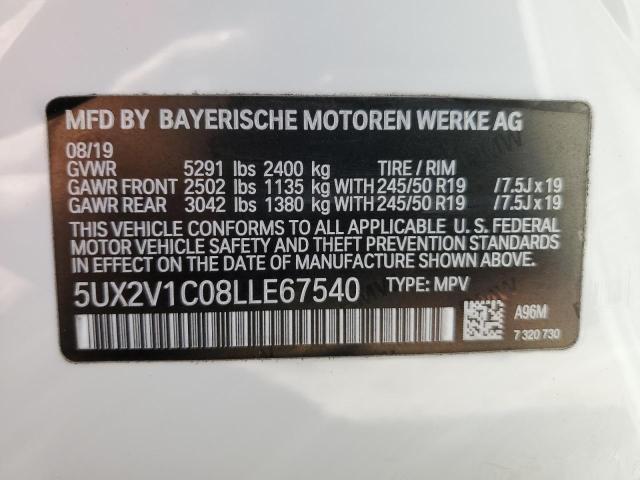 MFD BY BAYERISCHE MOTOREN WERKE AG
08/19
GVWR 5291 lbs 2400 kg TIRE / RIM
GAWR FRONT 2502 lbs 1135 kg WITH 245/50 R19 /7.5J x 19
GAWR REAR 3042 lbs 1380 kg WITH 245/50 R19 /7.5J x 19
THIS VEHICLE CONFORMS TO ALL APPLICABLE U. S. FEDERAL
MOTOR VEHICLE SAFETY AND THEFT PREVENTION STANDARDS
IN EFFECT ON THE DATE OF MANUFACTURE SHOWN ABOVE.
5UX2V1C08LLE67540 TYPE: MPV
A96M
7 320 730